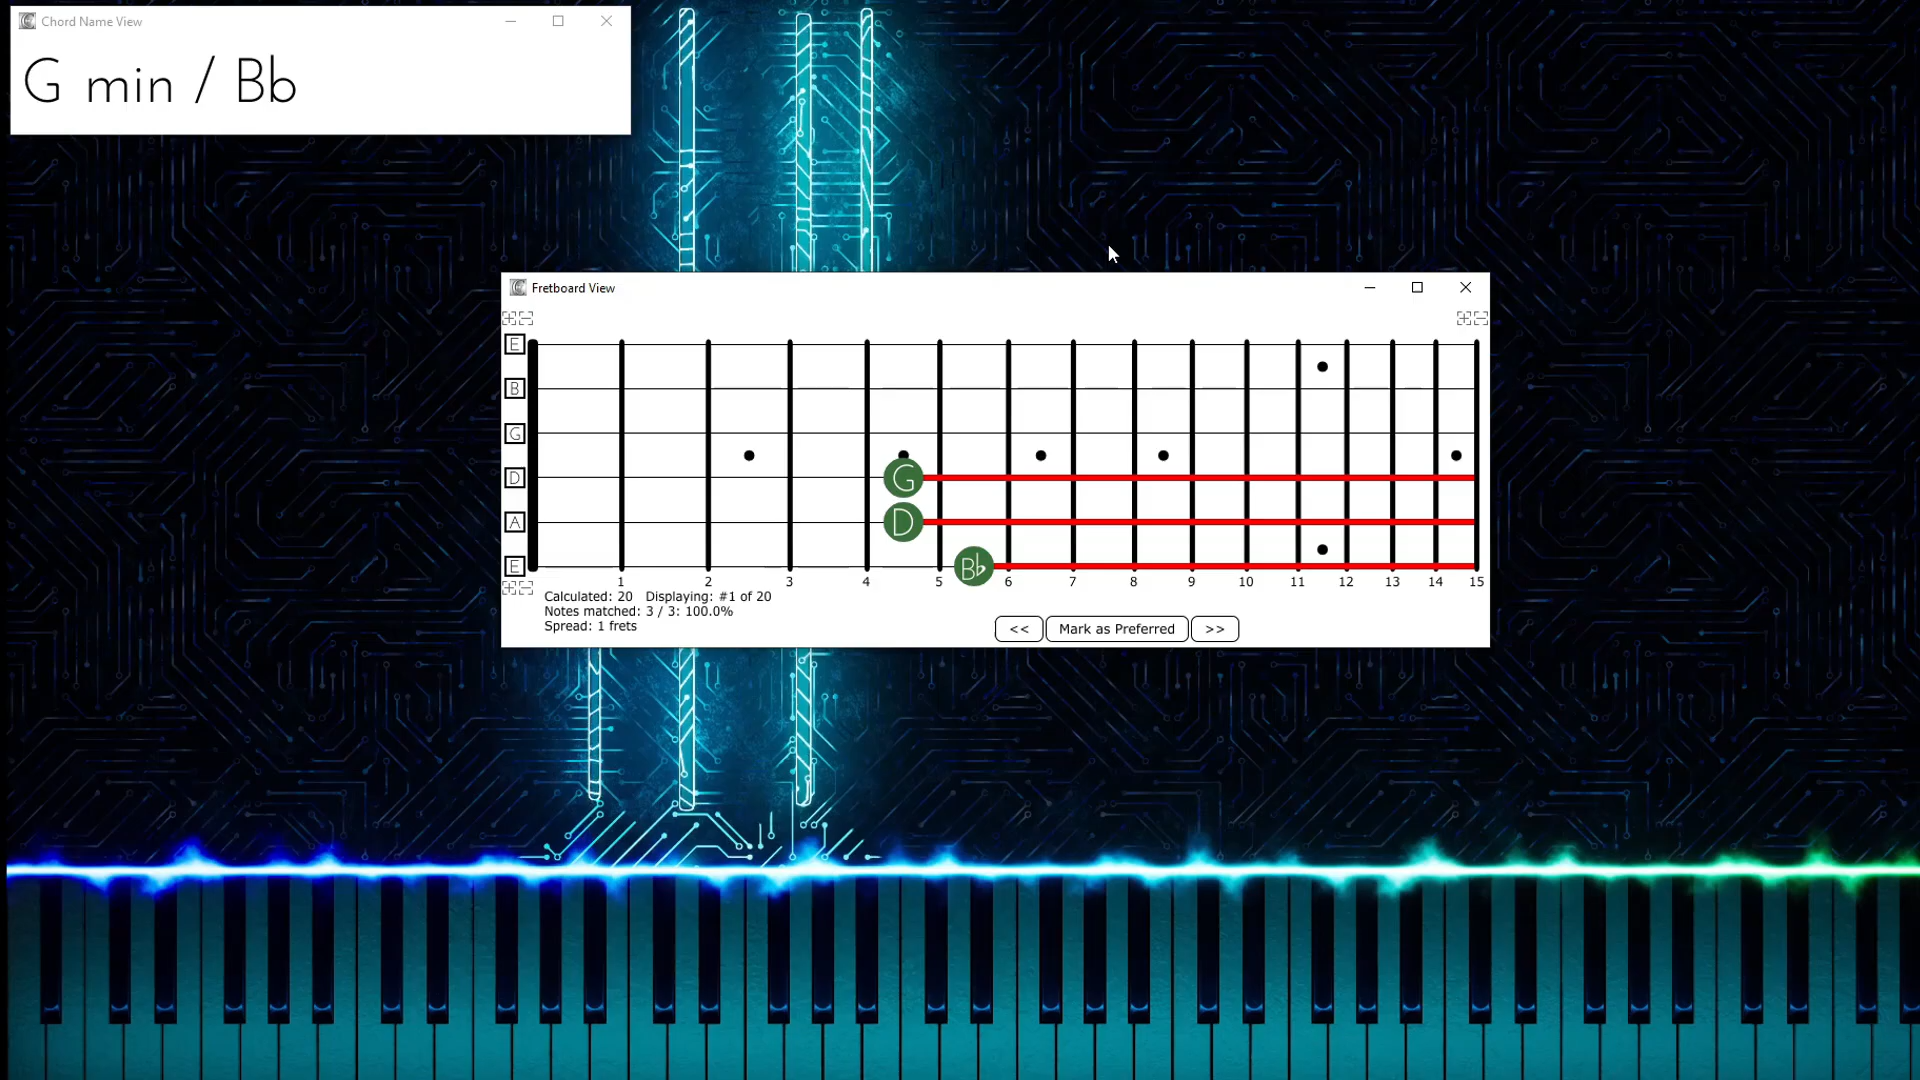 Chord Name View
G min / Bb
Fretboard View
E
B
G
D
G
A
D
E
Bb
1 2 3 4 5 6 7 8 9 10 11 12 13 14 15
Calculated: 20 Displaying: #1 of 20
Notes matched: 3 / 3: 100.0%
Spread: 1 frets
<< Mark as Preferred >>